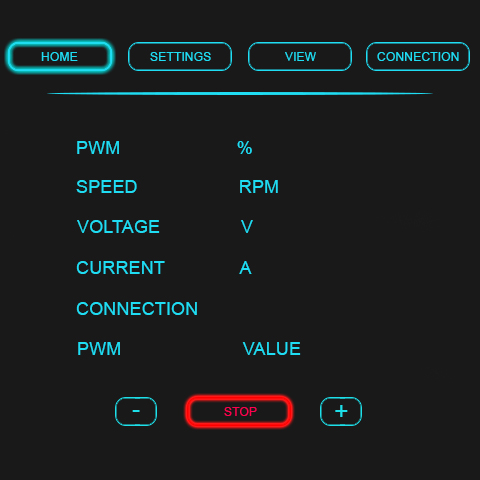 HOME SETTINGS VIEW CONNECTION
PWM %
SPEED RPM
VOLTAGE V
CURRENT A
CONNECTION
PWM VALUE
- STOP +